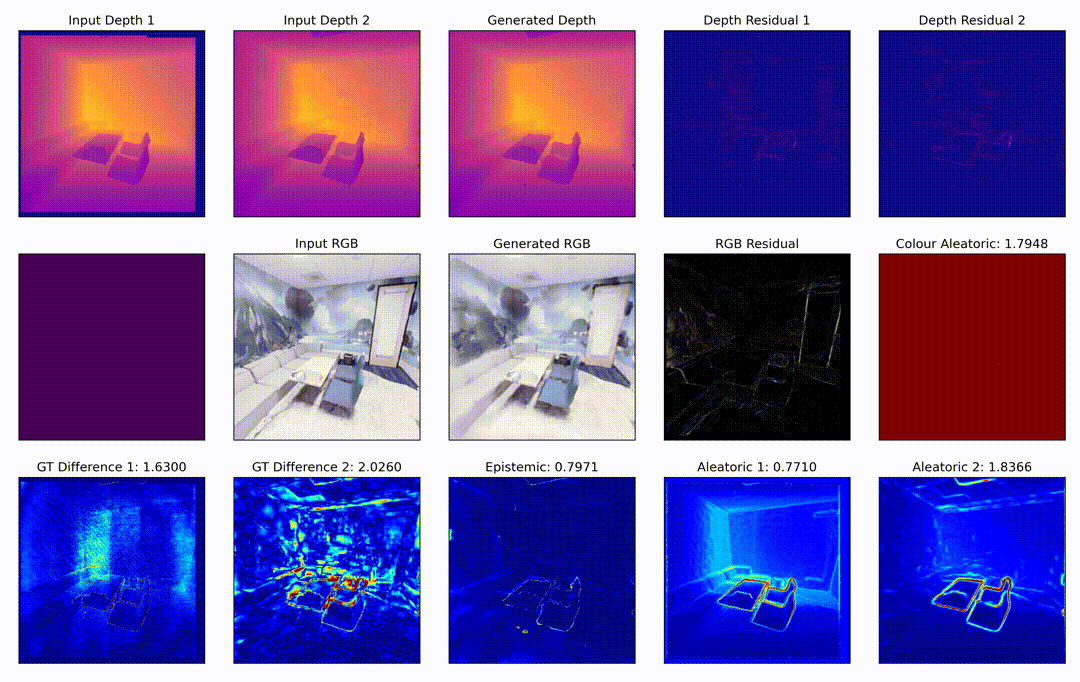 Input Depth 1
Input Depth 2
Generated Depth
Depth Residual 1
Depth Residual 2
Input RGB
Generated RGB
RGB Residual
Colour Aleatoric: 1.7948
GT Difference 1: 1.6300
GT Difference 2: 2.0260
Epistemic: 0.7971
Aleatoric 1: 0.7710
Aleatoric 2: 1.8366